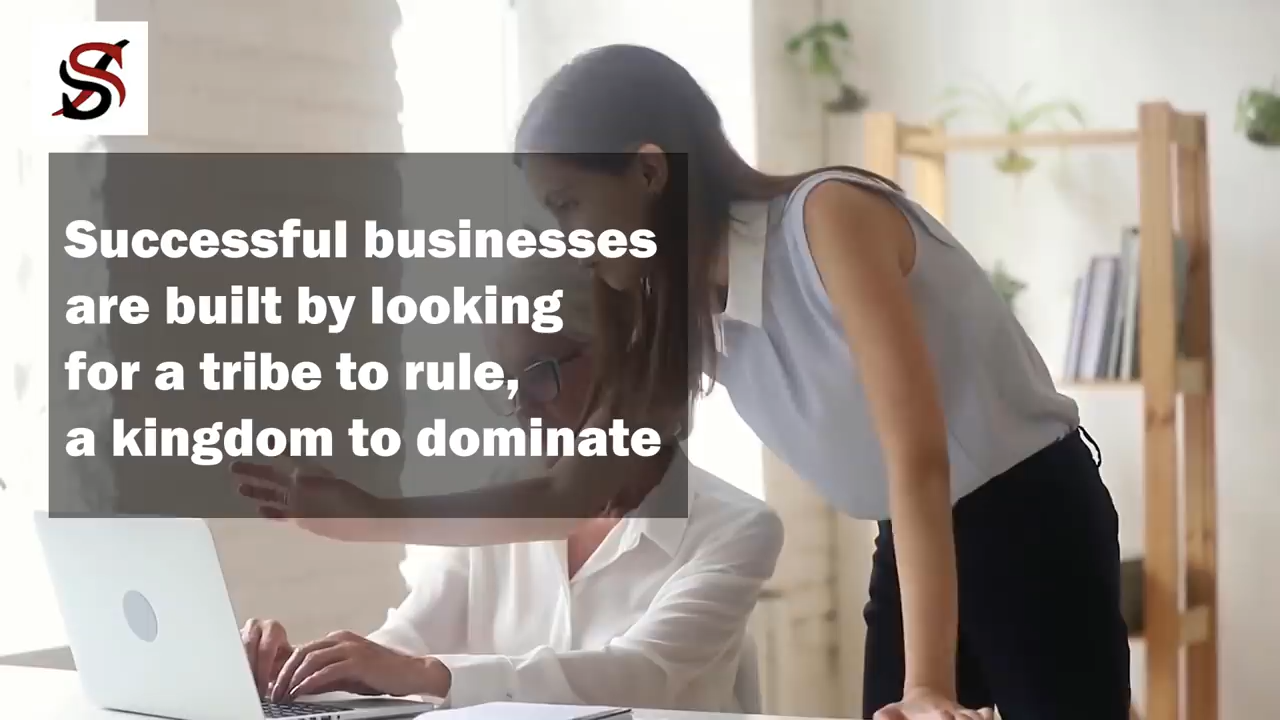 Successful businesses
are built by looking
for a tribe to rule,
a kingdom to dominate